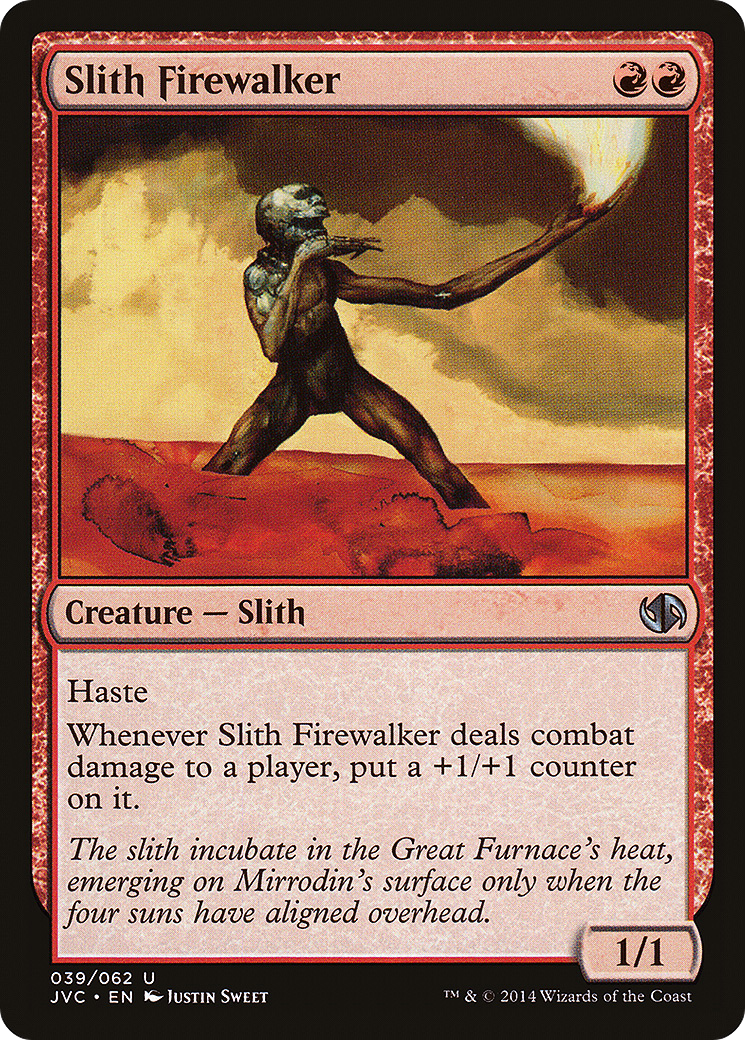 Slith Firewalker
Creature — Slith
Haste
Whenever Slith Firewalker deals combat
damage to a player, put a +1/+1 counter
on it.
The slith incubate in the Great Furnace's heat,
emerging on Mirrodin's surface only when the
four suns have aligned overhead.
1/1
039/062 U
JVC • EN Justin Sweet
™ & © 2014 Wizards of the Coast